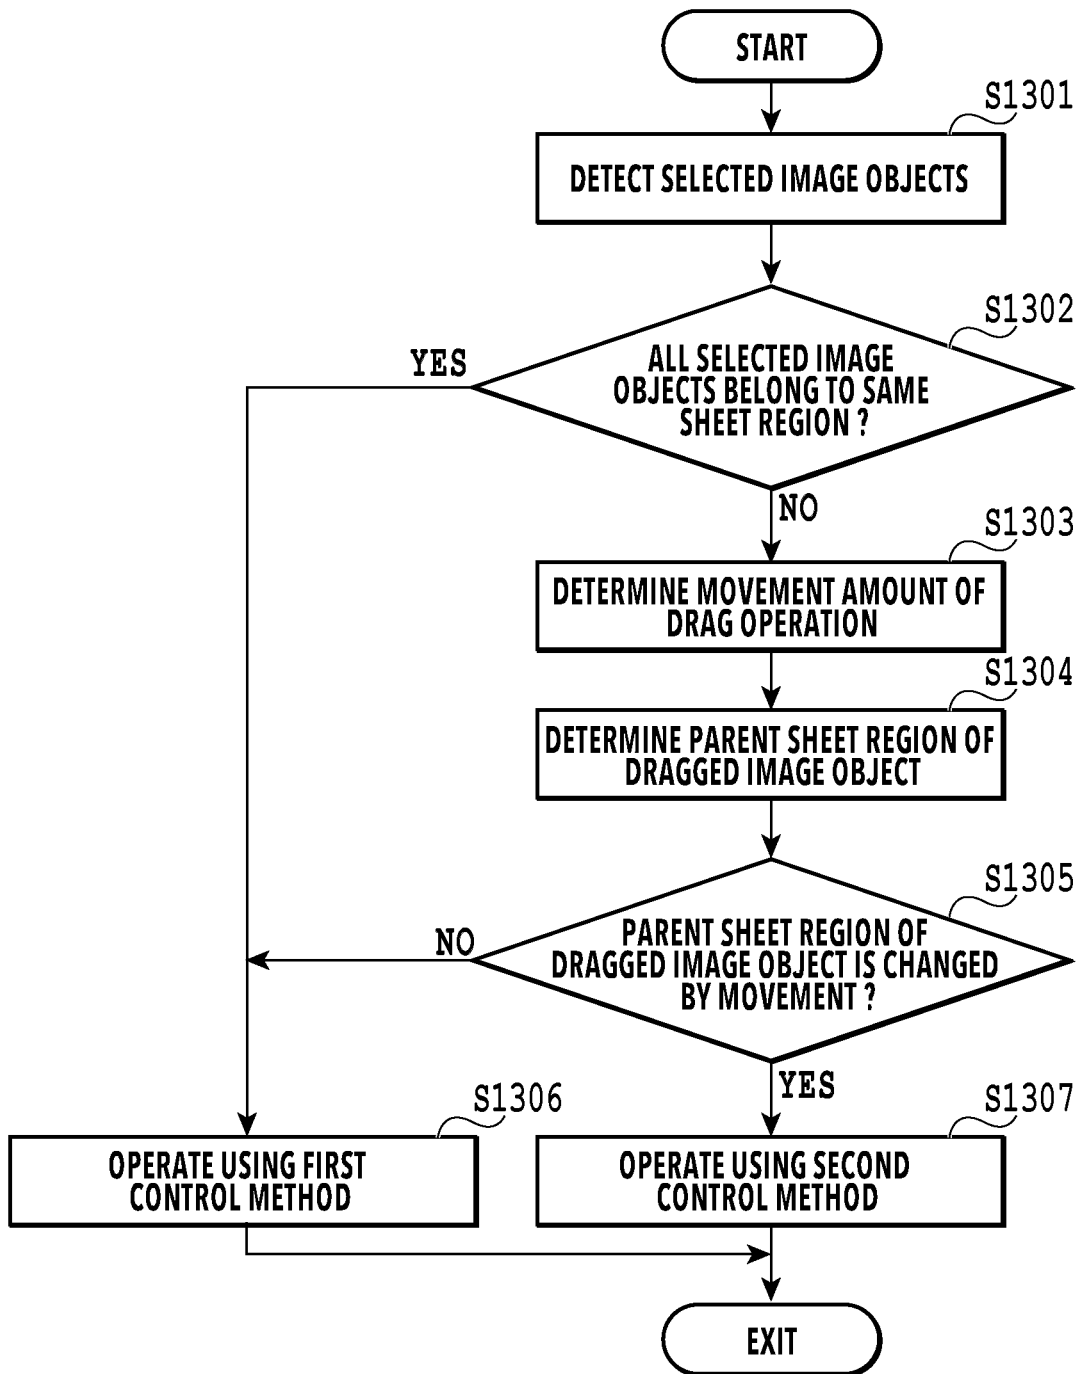 START
S1301
DETECT SELECTED IMAGE OBJECTS
S1302
YES
ALL SELECTED IMAGE
OBJECTS BELONG TO SAME
SHEET REGION ?
NO
S1303
DETERMINE MOVEMENT AMOUNT OF
DRAG OPERATION
S1304
DETERMINE PARENT SHEET REGION OF
DRAGGED IMAGE OBJECT
S1305
NO
PARENT SHEET REGION OF
DRAGGED IMAGE OBJECT IS CHANGED
BY MOVEMENT ?
YES
S1306
OPERATE USING FIRST
CONTROL METHOD
S1307
OPERATE USING SECOND
CONTROL METHOD
EXIT